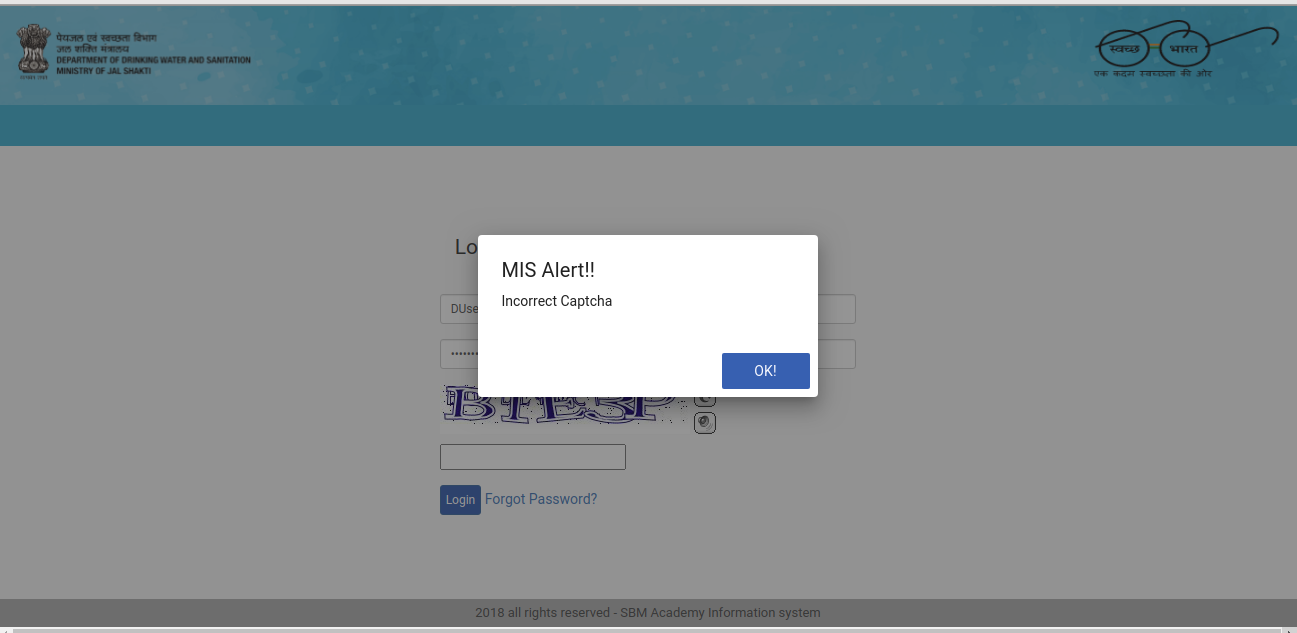 पेयजल एवं स्वच्छता विभाग
जल शक्ति मंत्रालय
DEPARTMENT OF DRINKING WATER AND SANITATION
MINISTRY OF JAL SHAKTI
स्वच्छ भारत
एक कदम स्वच्छता की ओर
Lo
MIS Alert!!
Incorrect Captcha
DUse
OK!
Login Forgot Password?
2018 all rights reserved - SBM Academy Information system